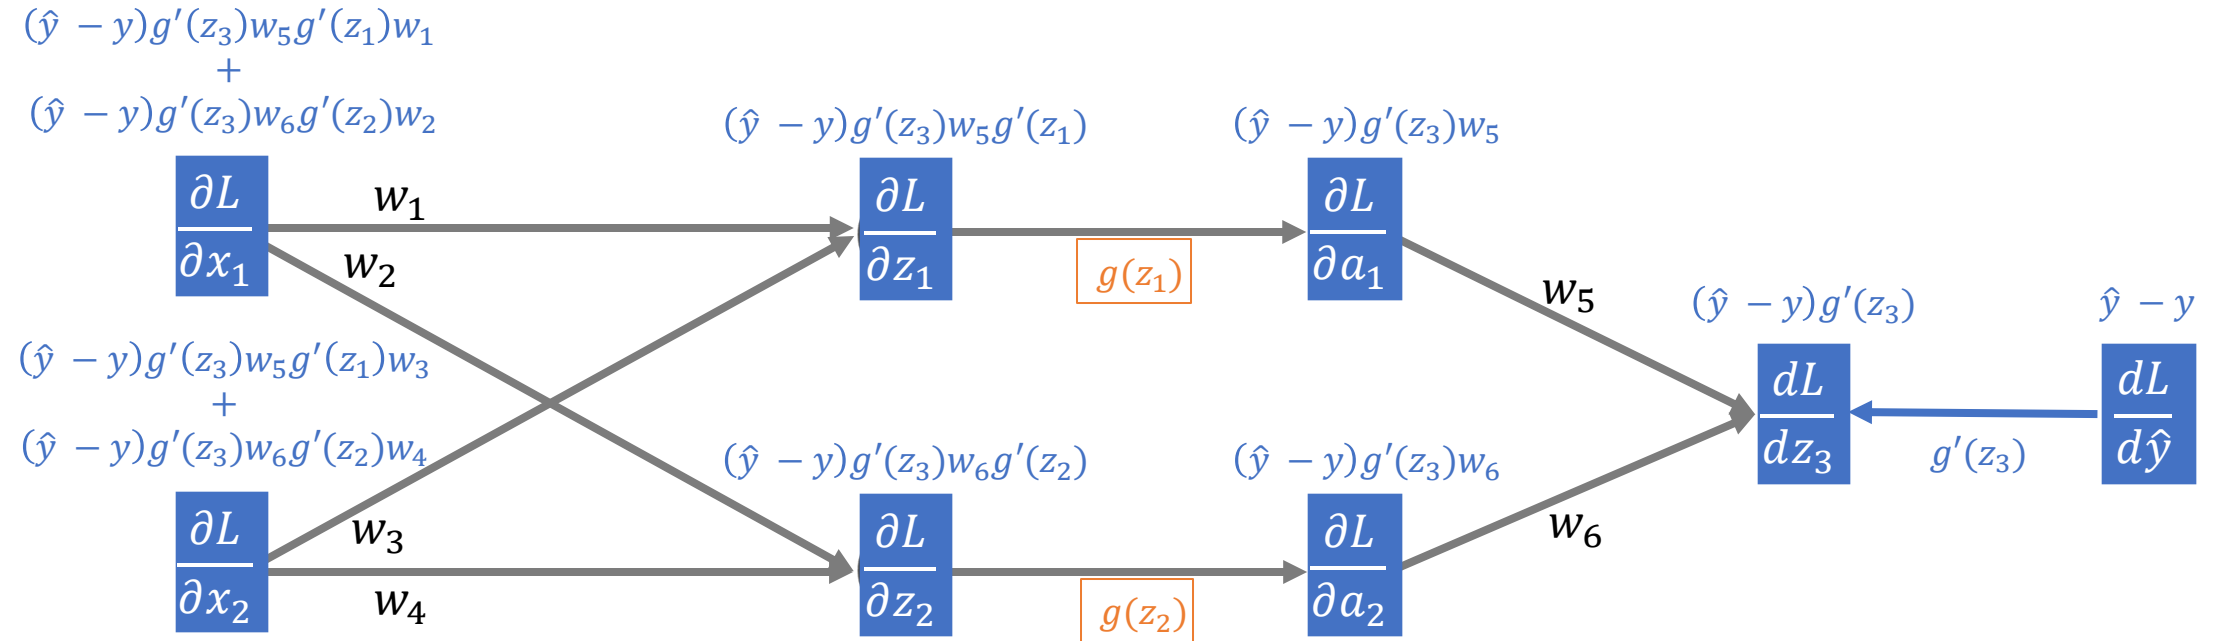 (ŷ − y)g′(z₃)w₅g′(z₁)w₁
+
(ŷ − y)g′(z₃)w₆g′(z₂)w₂
∂L
∂x₁
w₁
w₂
(ŷ − y)g′(z₃)w₅g′(z₁)
∂L
∂z₁
g(z₁)
(ŷ − y)g′(z₃)w₅
∂L
∂a₁
w₅
(ŷ − y)g′(z₃)
dL
dz₃
g′(z₃)
ŷ − y
dL
dŷ
(ŷ − y)g′(z₃)w₅g′(z₁)w₃
+
(ŷ − y)g′(z₃)w₆g′(z₂)w₄
∂L
∂x₂
w₃
w₄
(ŷ − y)g′(z₃)w₆g′(z₂)
∂L
∂z₂
g(z₂)
(ŷ − y)g′(z₃)w₆
∂L
∂a₂
w₆